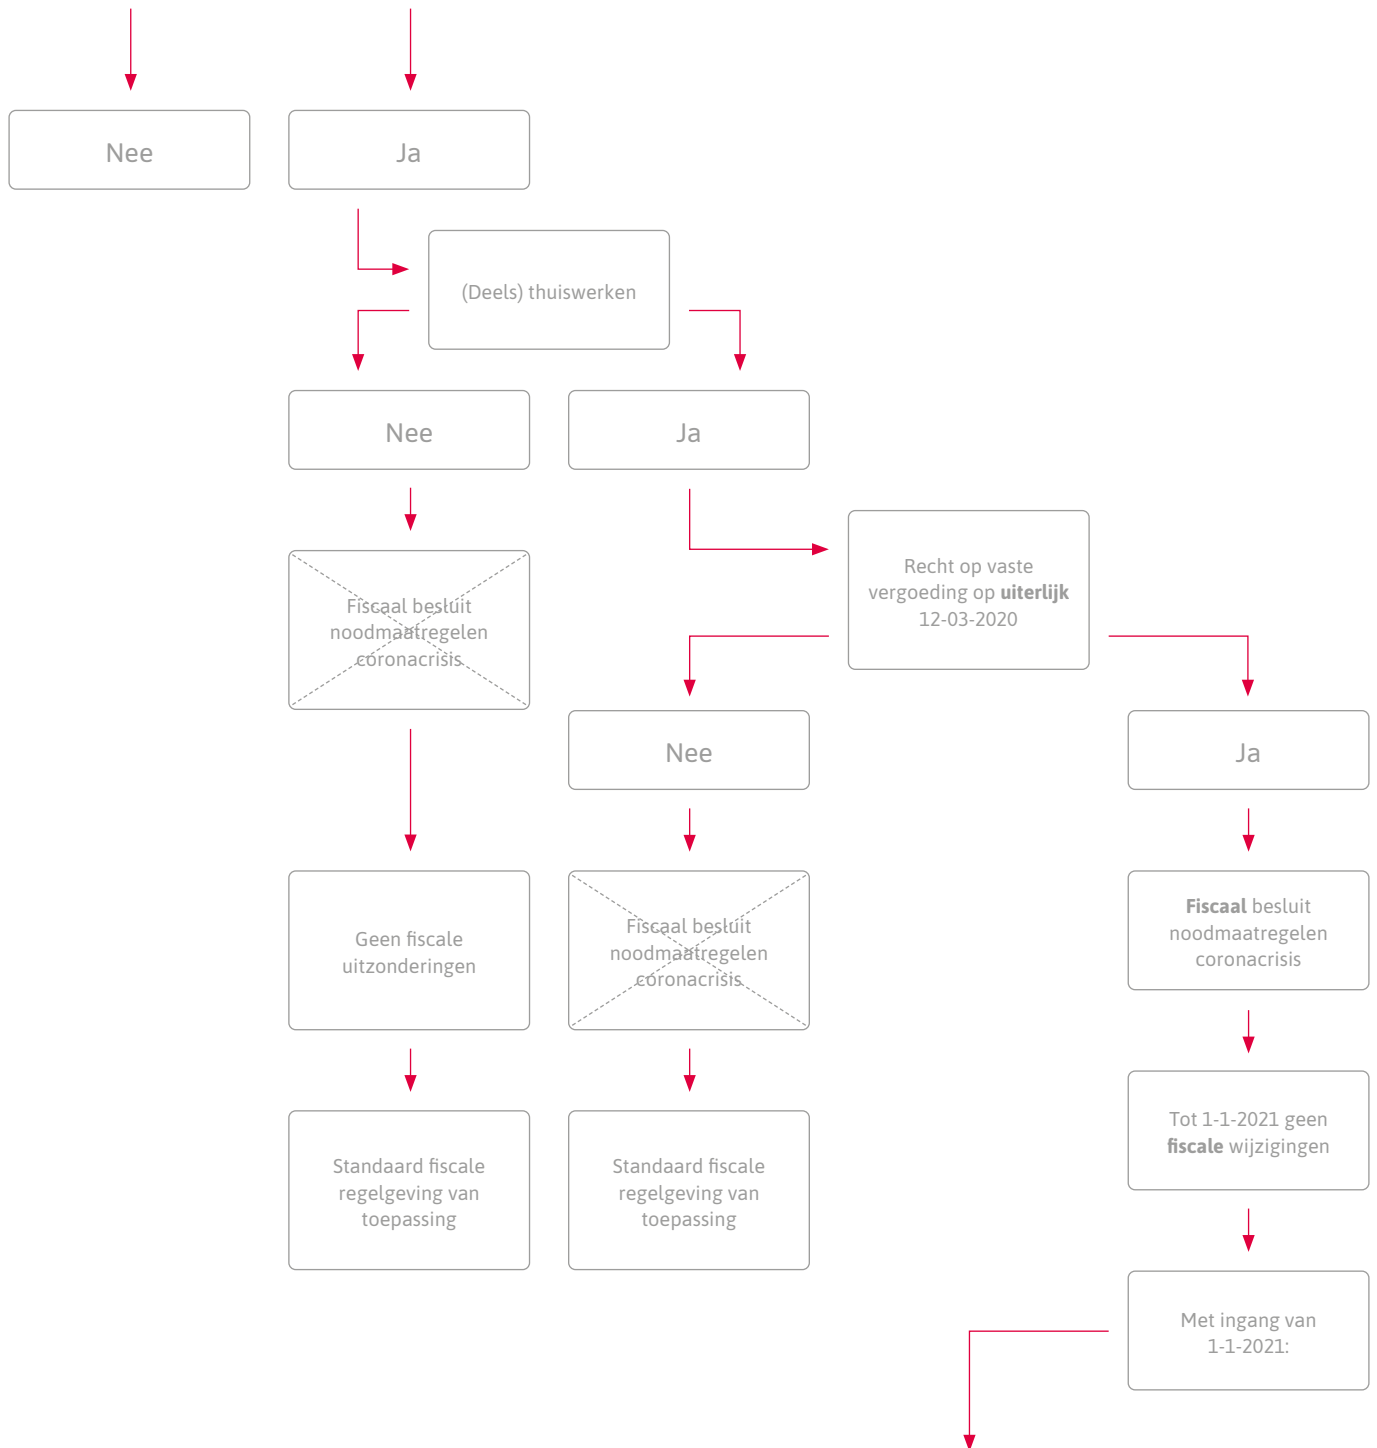 Nee
Ja
(Deels) thuiswerken
Nee
Ja
Recht op vaste
vergoeding op uiterlijk
12-03-2020
Fiscaal besluit
noodmaatregelen
coronacrisis
Nee
Ja
Geen fiscale
uitzonderingen
Fiscaal besluit
noodmaatregelen
coronacrisis
Fiscaal besluit
noodmaatregelen
coronacrisis
Tot 1-1-2021 geen
fiscale wijzigingen
Standaard fiscale
regelgeving van
toepassing
Standaard fiscale
regelgeving van
toepassing
Met ingang van
1-1-2021: